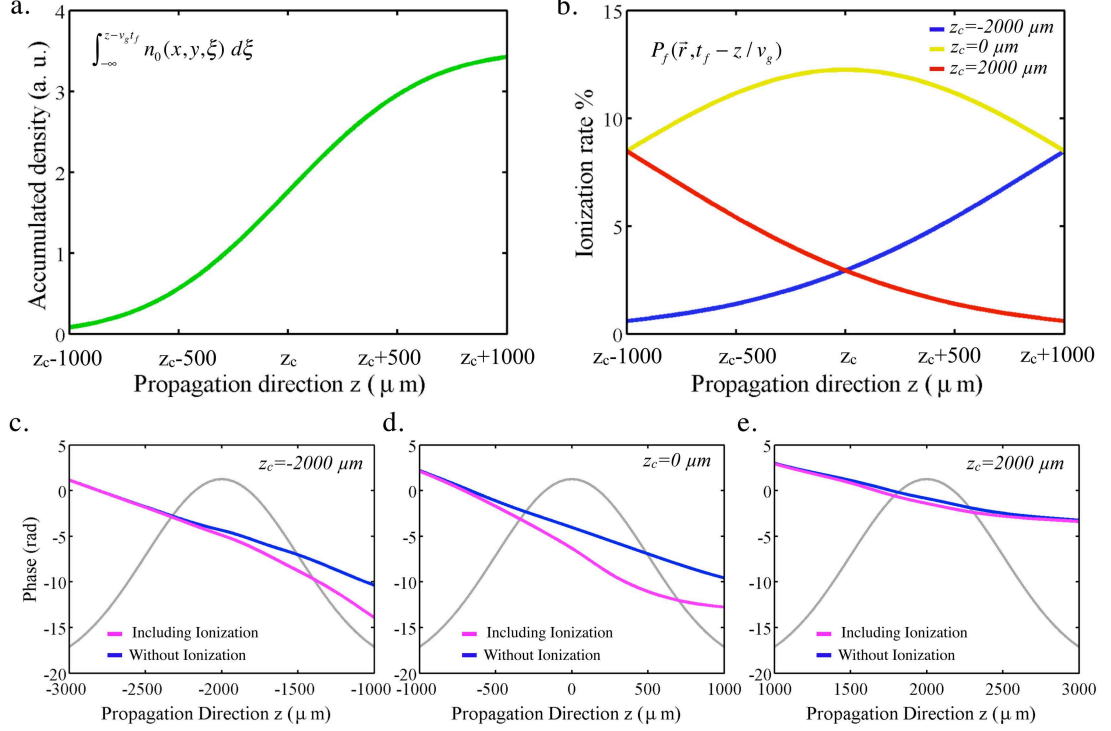 a.
∫_{-∞}^{z-v_g t_f} n_0(x,y,ξ) dξ
Accumulated density (a. u.)
4
3
2
1
0
z_c-1000
z_c-500
z_c
z_c+500
z_c+1000
Propagation direction z (μ m)
b.
P_f(r⃗,t_f−z/v_g)
z_c=-2000 μm
z_c=0 μm
z_c=2000 μm
Ionization rate %
15
10
5
0
z_c-1000
z_c-500
z_c
z_c+500
z_c+1000
Propagation direction z (μ m)
c.
z_c=-2000 μm
Phase (rad)
5
0
-5
-10
-15
-20
Including Ionization
Without Ionization
-3000
-2500
-2000
-1500
-1000
Propagation Direction z (μ m)
d.
z_c=0 μm
5
0
-5
-10
-15
-20
Including Ionization
Without Ionization
-1000
-500
0
500
1000
Propagation Direction z (μ m)
e.
z_c=2000 μm
5
0
-5
-10
-15
-20
Including Ionization
Without Ionization
1000
1500
2000
2500
3000
Propagation Direction z (μ m)